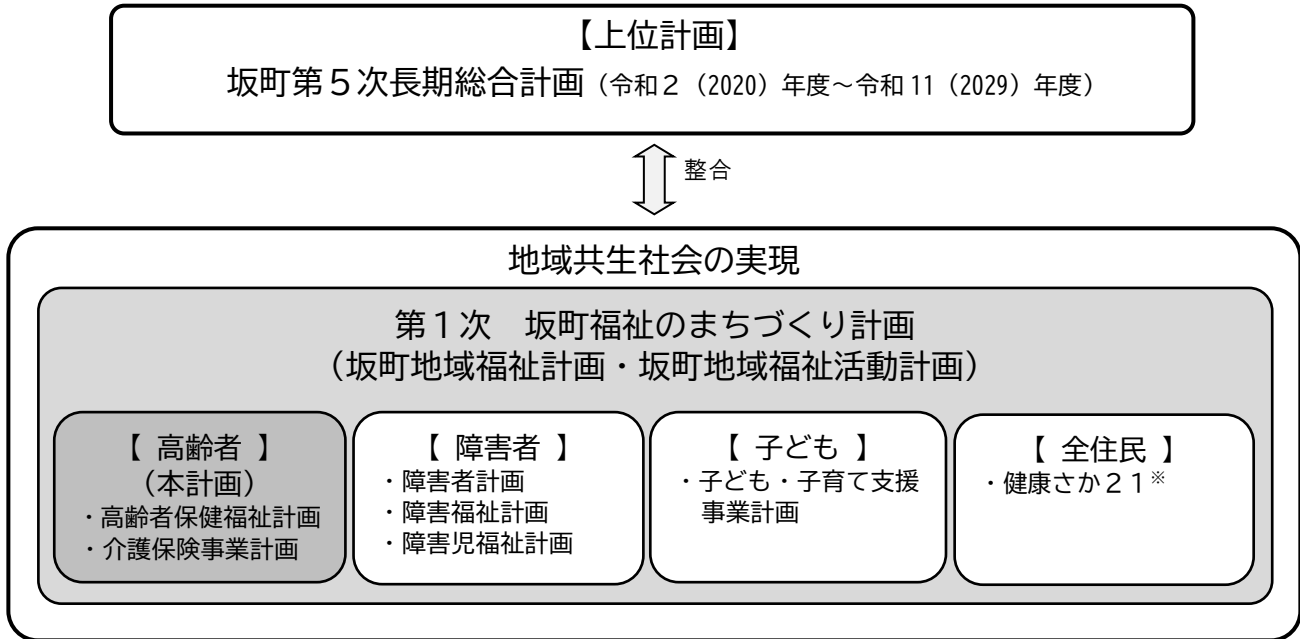 【上位計画】
坂町第５次長期総合計画（令和２（2020）年度～令和11（2029）年度）
整合
地域共生社会の実現
第１次　坂町福祉のまちづくり計画
（坂町地域福祉計画・坂町地域福祉活動計画）
【 高齢者 】
（本計画）
・高齢者保健福祉計画
・介護保険事業計画
【 障害者 】
・障害者計画
・障害福祉計画
・障害児福祉計画
【 子ども 】
・子ども・子育て支援
事業計画
【 全住民 】
・健康さか２１※